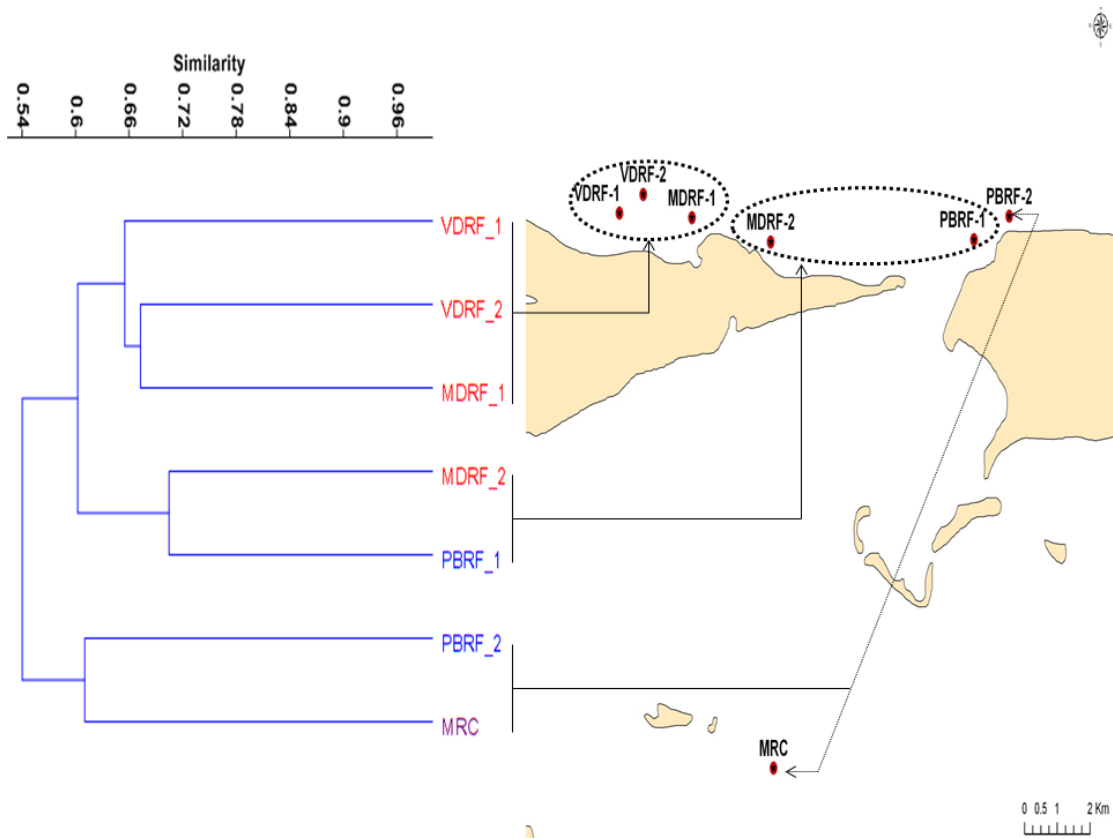 Similarity
0.54 0.6 0.66 0.72 0.78 0.84 0.9 0.96
VDRF_1
VDRF_2
MDRF_1
MDRF_2
PBRF_1
PBRF_2
MRC
VDRF-1
VDRF-2
MDRF-1
MDRF-2
PBRF-1
PBRF-2
MRC
0 0.5 1 2 Km